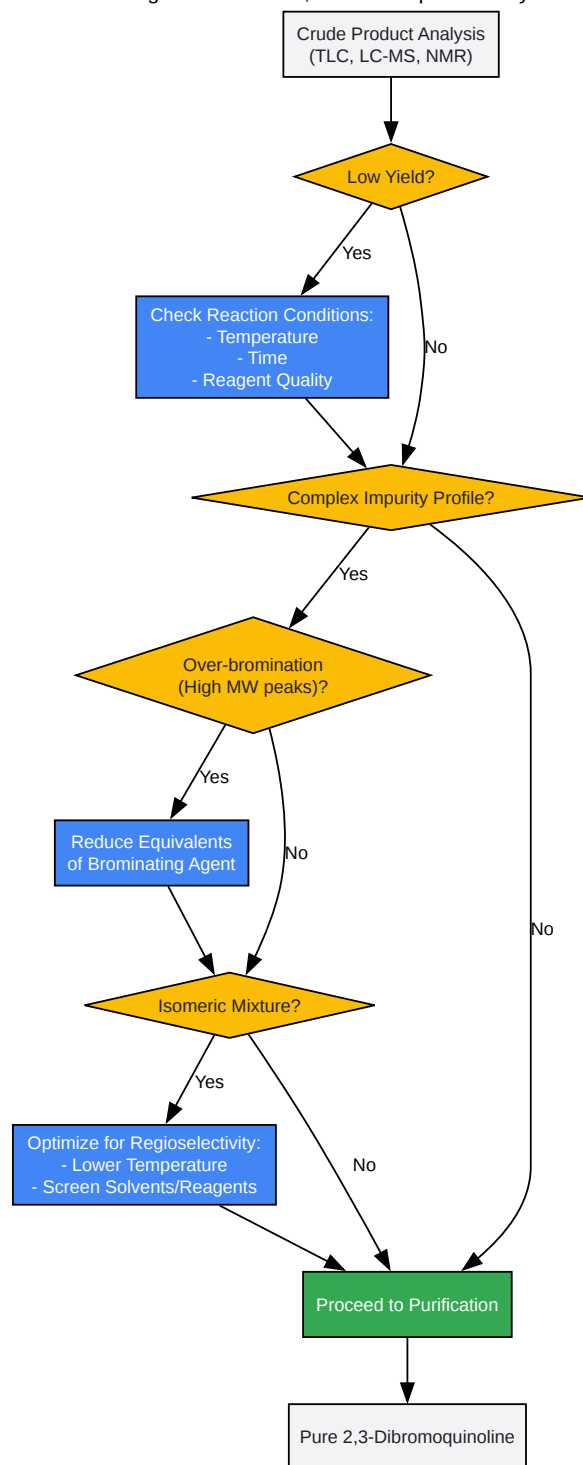 Crude Product Analysis
(TLC, LC-MS, NMR)
Low Yield?
Yes
No
Check Reaction Conditions:
- Temperature
- Time
- Reagent Quality
Complex Impurity Profile?
Yes
No
Over-bromination
(High MW peaks)?
Yes
No
Reduce Equivalents
of Brominating Agent
Isomeric Mixture?
Yes
No
Optimize for Regioselectivity:
- Lower Temperature
- Screen Solvents/Reagents
Proceed to Purification
Pure 2,3-Dibromoquinoline